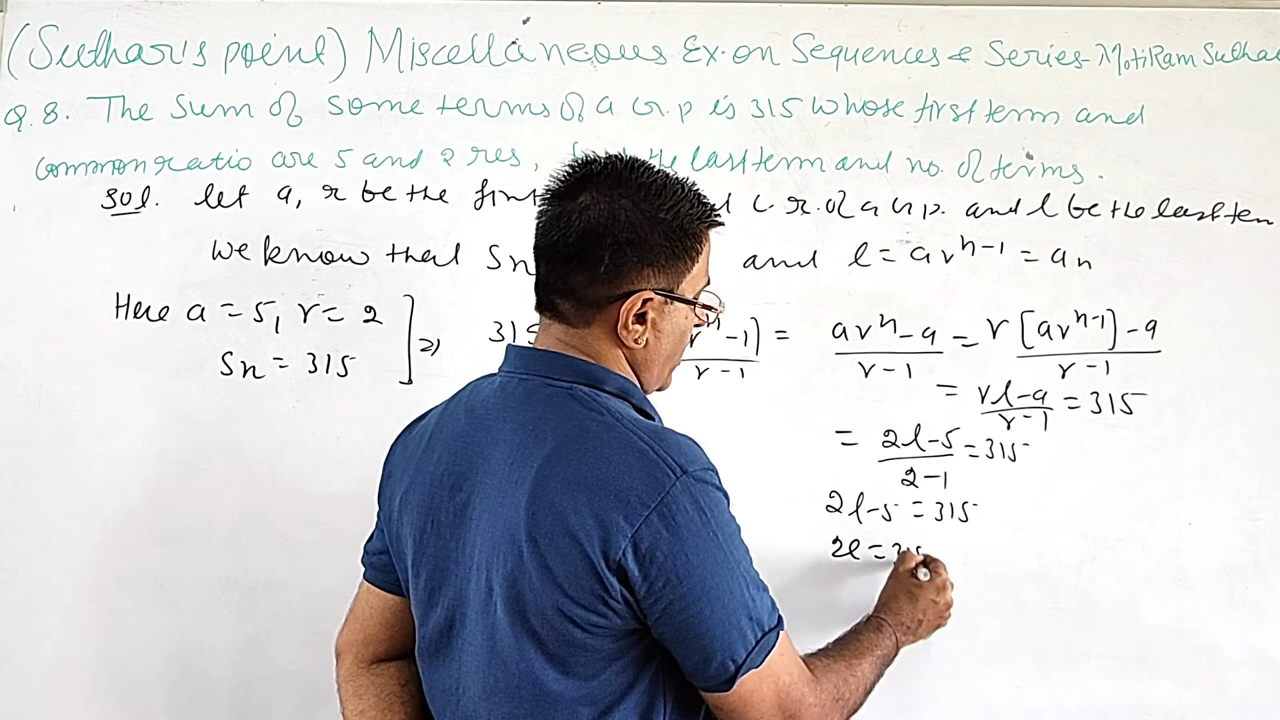 (Suthar's point) Miscellaneous Ex. on Sequences & Series - MotiRam Suthar
Q.8. The Sum of some terms of a G.P is 315 whose first term and
common ratio are 5 and 2 res, the last term and no. of terms.
Sol. let a, r be the first c.r. of a G.P. and l be the last ter
we know that Sn and l = ar^n-1 = an
Here a = 5, r = 2
Sn = 315
] ⇒ 315 -1) / r-1 = ar^n - a / r-1 = r[ar^n-1] - a / r-1
= rl-a / r-1 = 315
= 2l-5 / 2-1 = 315
2l-5 = 315
2l =